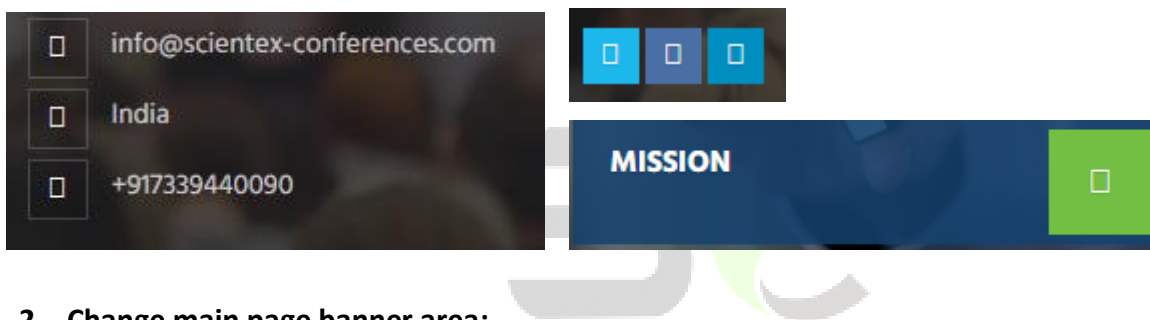 info@scientex-conferences.com
India
+917339440090
MISSION
2. Change main page banner area: